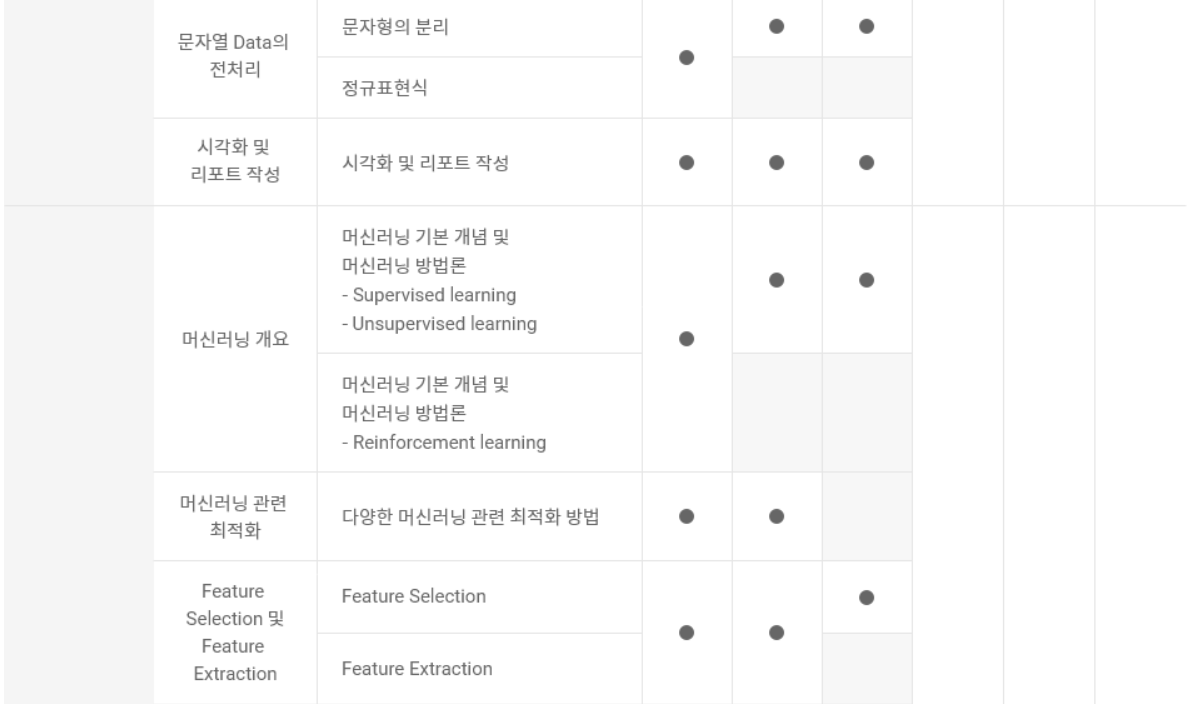 문자열 Data의
전처리
문자형의 분리
정규표현식
시각화 및
리포트 작성
시각화 및 리포트 작성
머신러닝 개요
머신러닝 기본 개념 및
머신러닝 방법론
- Supervised learning
- Unsupervised learning
머신러닝 기본 개념 및
머신러닝 방법론
- Reinforcement learning
머신러닝 관련
최적화
다양한 머신러닝 관련 최적화 방법
Feature
Selection 및
Feature
Extraction
Feature Selection
Feature Extraction